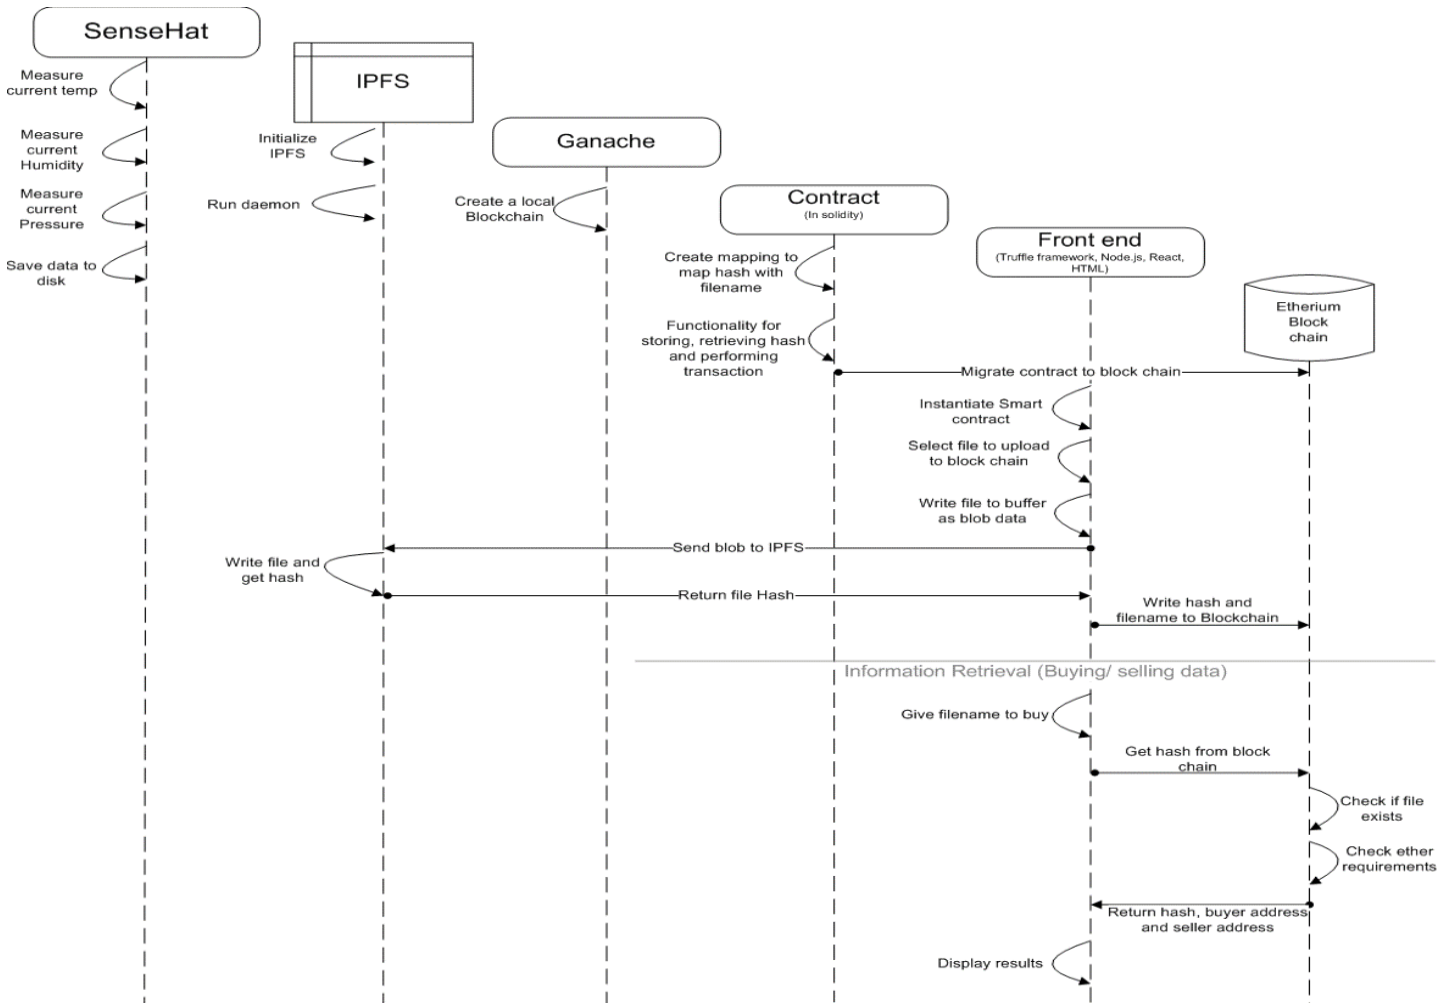 SenseHat
Measure
current temp
Measure
current
Humidity
Measure
current
Pressure
Save data to
disk
IPFS
Initialize
IPFS
Run daemon
Ganache
Create a local
Blockchain
Contract
(In solidity)
Create mapping to
map hash with
filename
Functionality for
storing, retrieving hash
and performing
transaction
Front end
(Truffle framework, Node.js, React,
HTML)
Etherium
Block
chain
Migrate contract to block chain
Instantiate Smart
contract
Select file to upload
to block chain
Write file to buffer
as blob data
Send blob to IPFS
Write file and
get hash
Return file Hash
Write hash and
filename to Blockchain
Information Retrieval (Buying/ selling data)
Give filename to buy
Get hash from block
chain
Check if file
exists
Check ether
requirements
Return hash, buyer address
and seller address
Display results